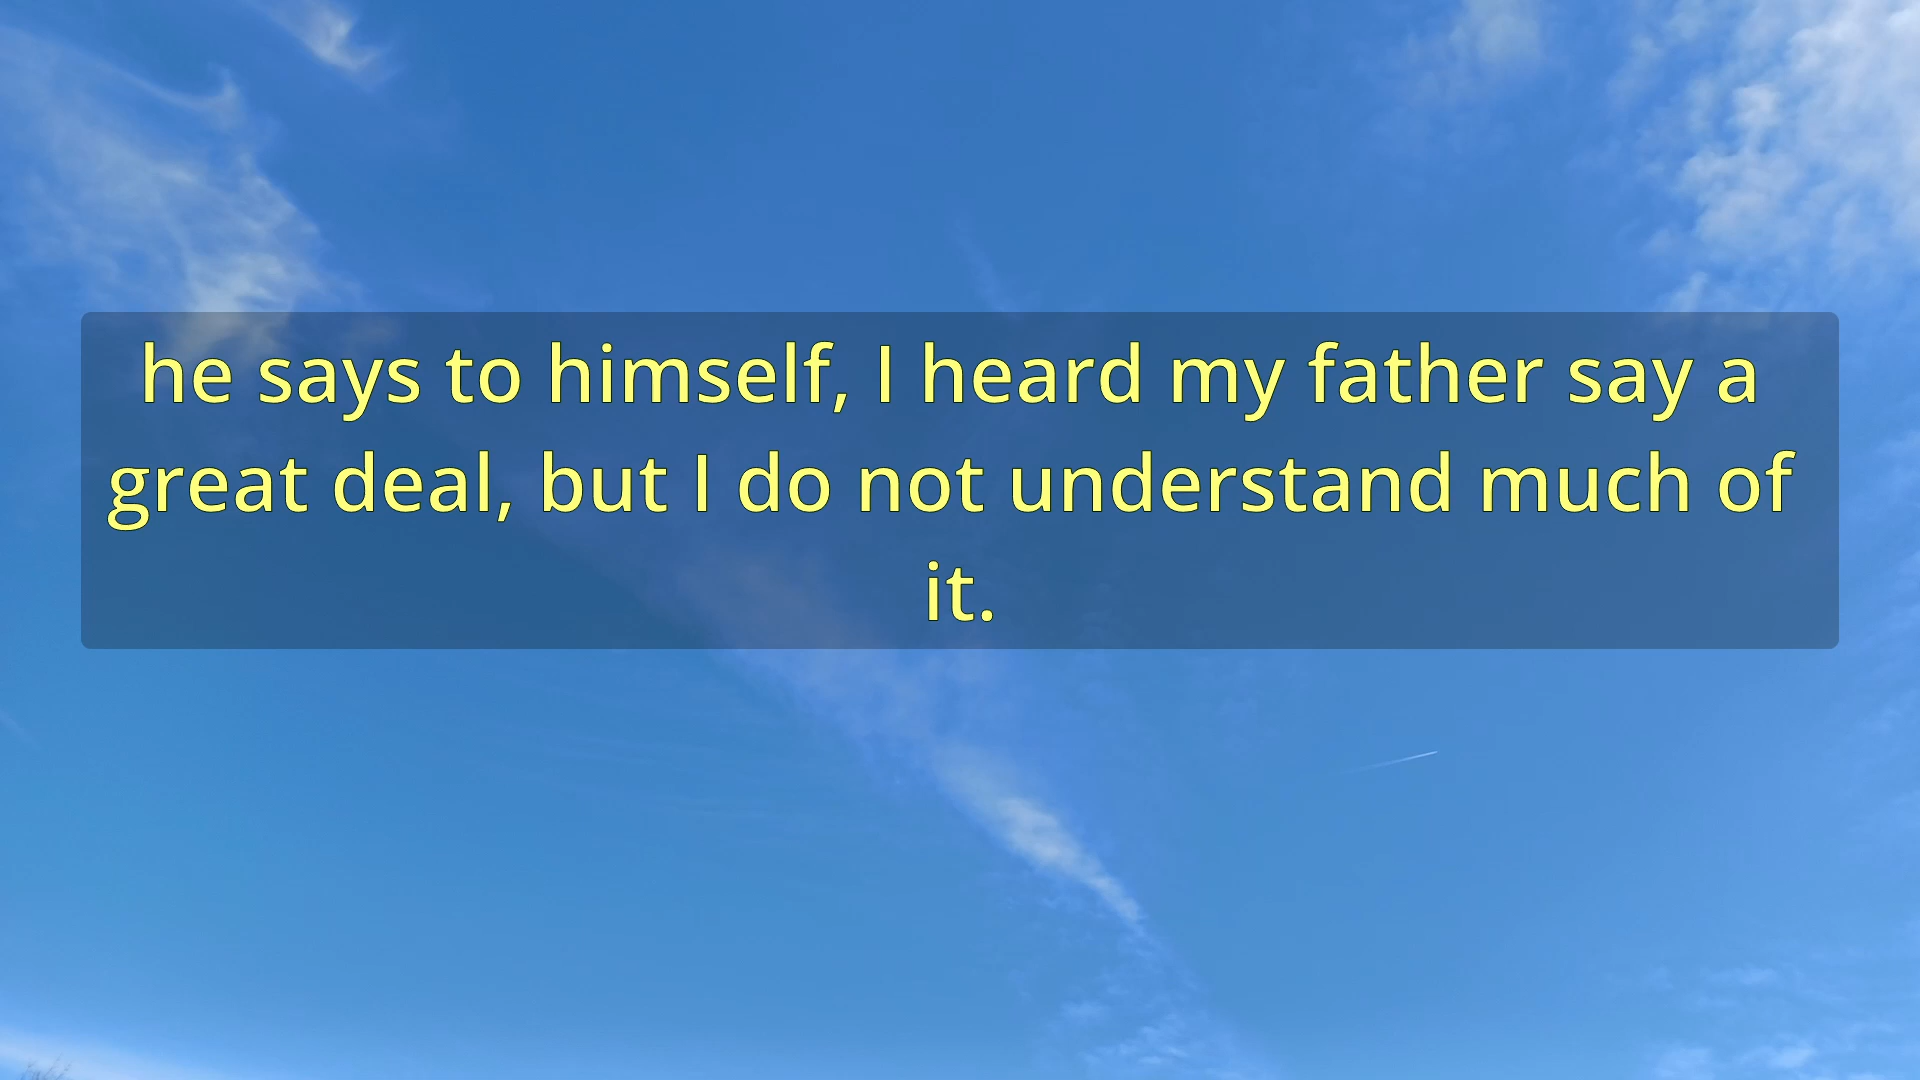 he says to himself, I heard my father say a
great deal, but I do not understand much of
it.